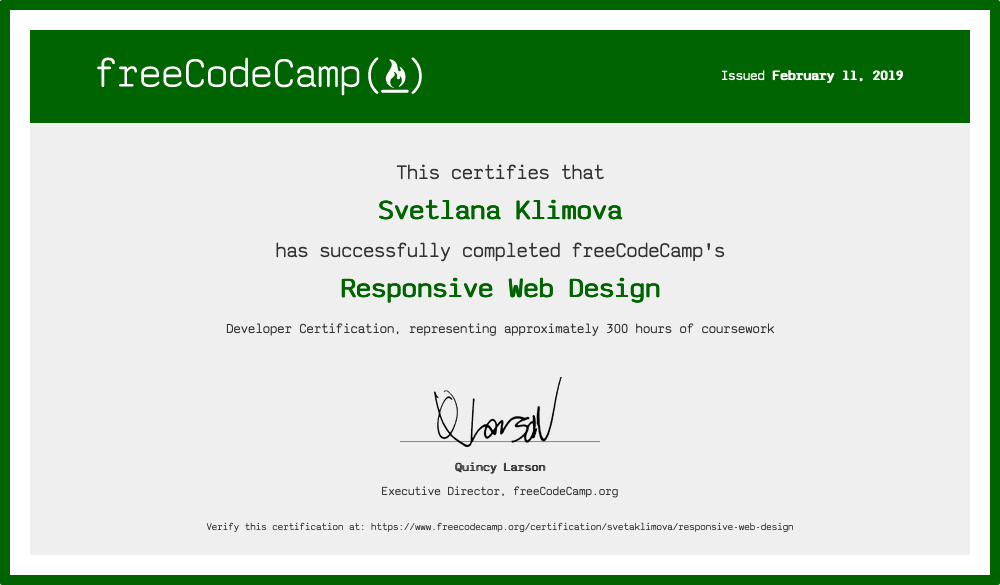 freeCodeCamp()
Issued February 11, 2019
This certifies that
Svetlana Klimova
has successfully completed freeCodeCamp's
Responsive Web Design
Developer Certification, representing approximately 300 hours of coursework
QLarson
Quincy Larson
Executive Director, freeCodeCamp.org
Verify this certification at: https://www.freecodecamp.org/certification/svetaklimova/responsive-web-design